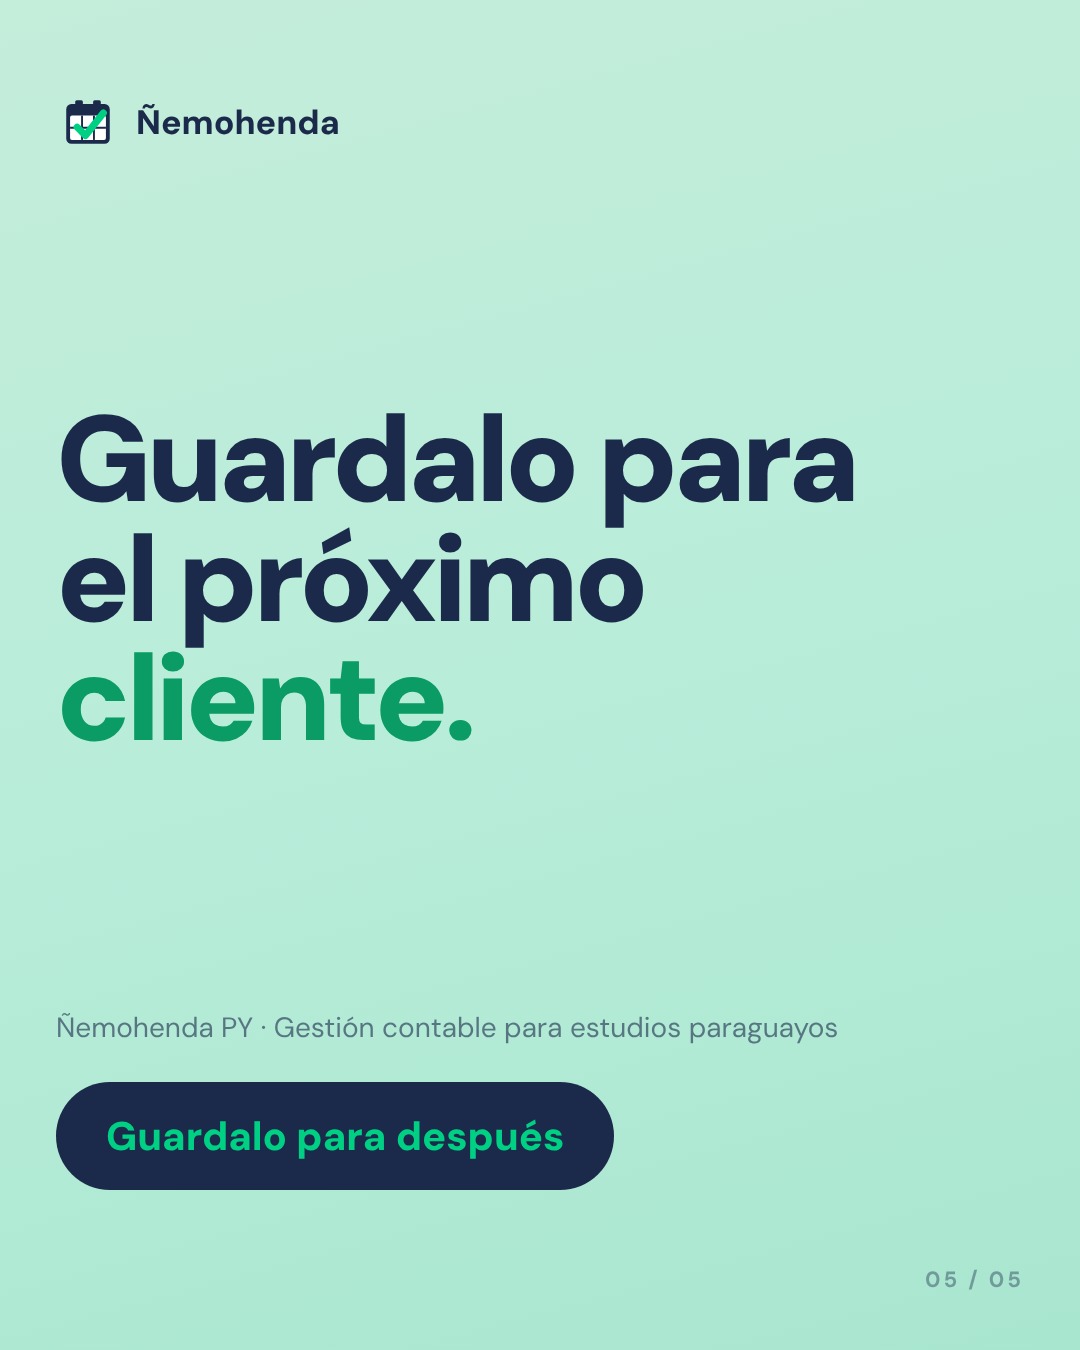 Ñemohenda
Guardalo para
el próximo
cliente.
Ñemohenda PY · Gestión contable para estudios paraguayos
Guardalo para después
05 / 05